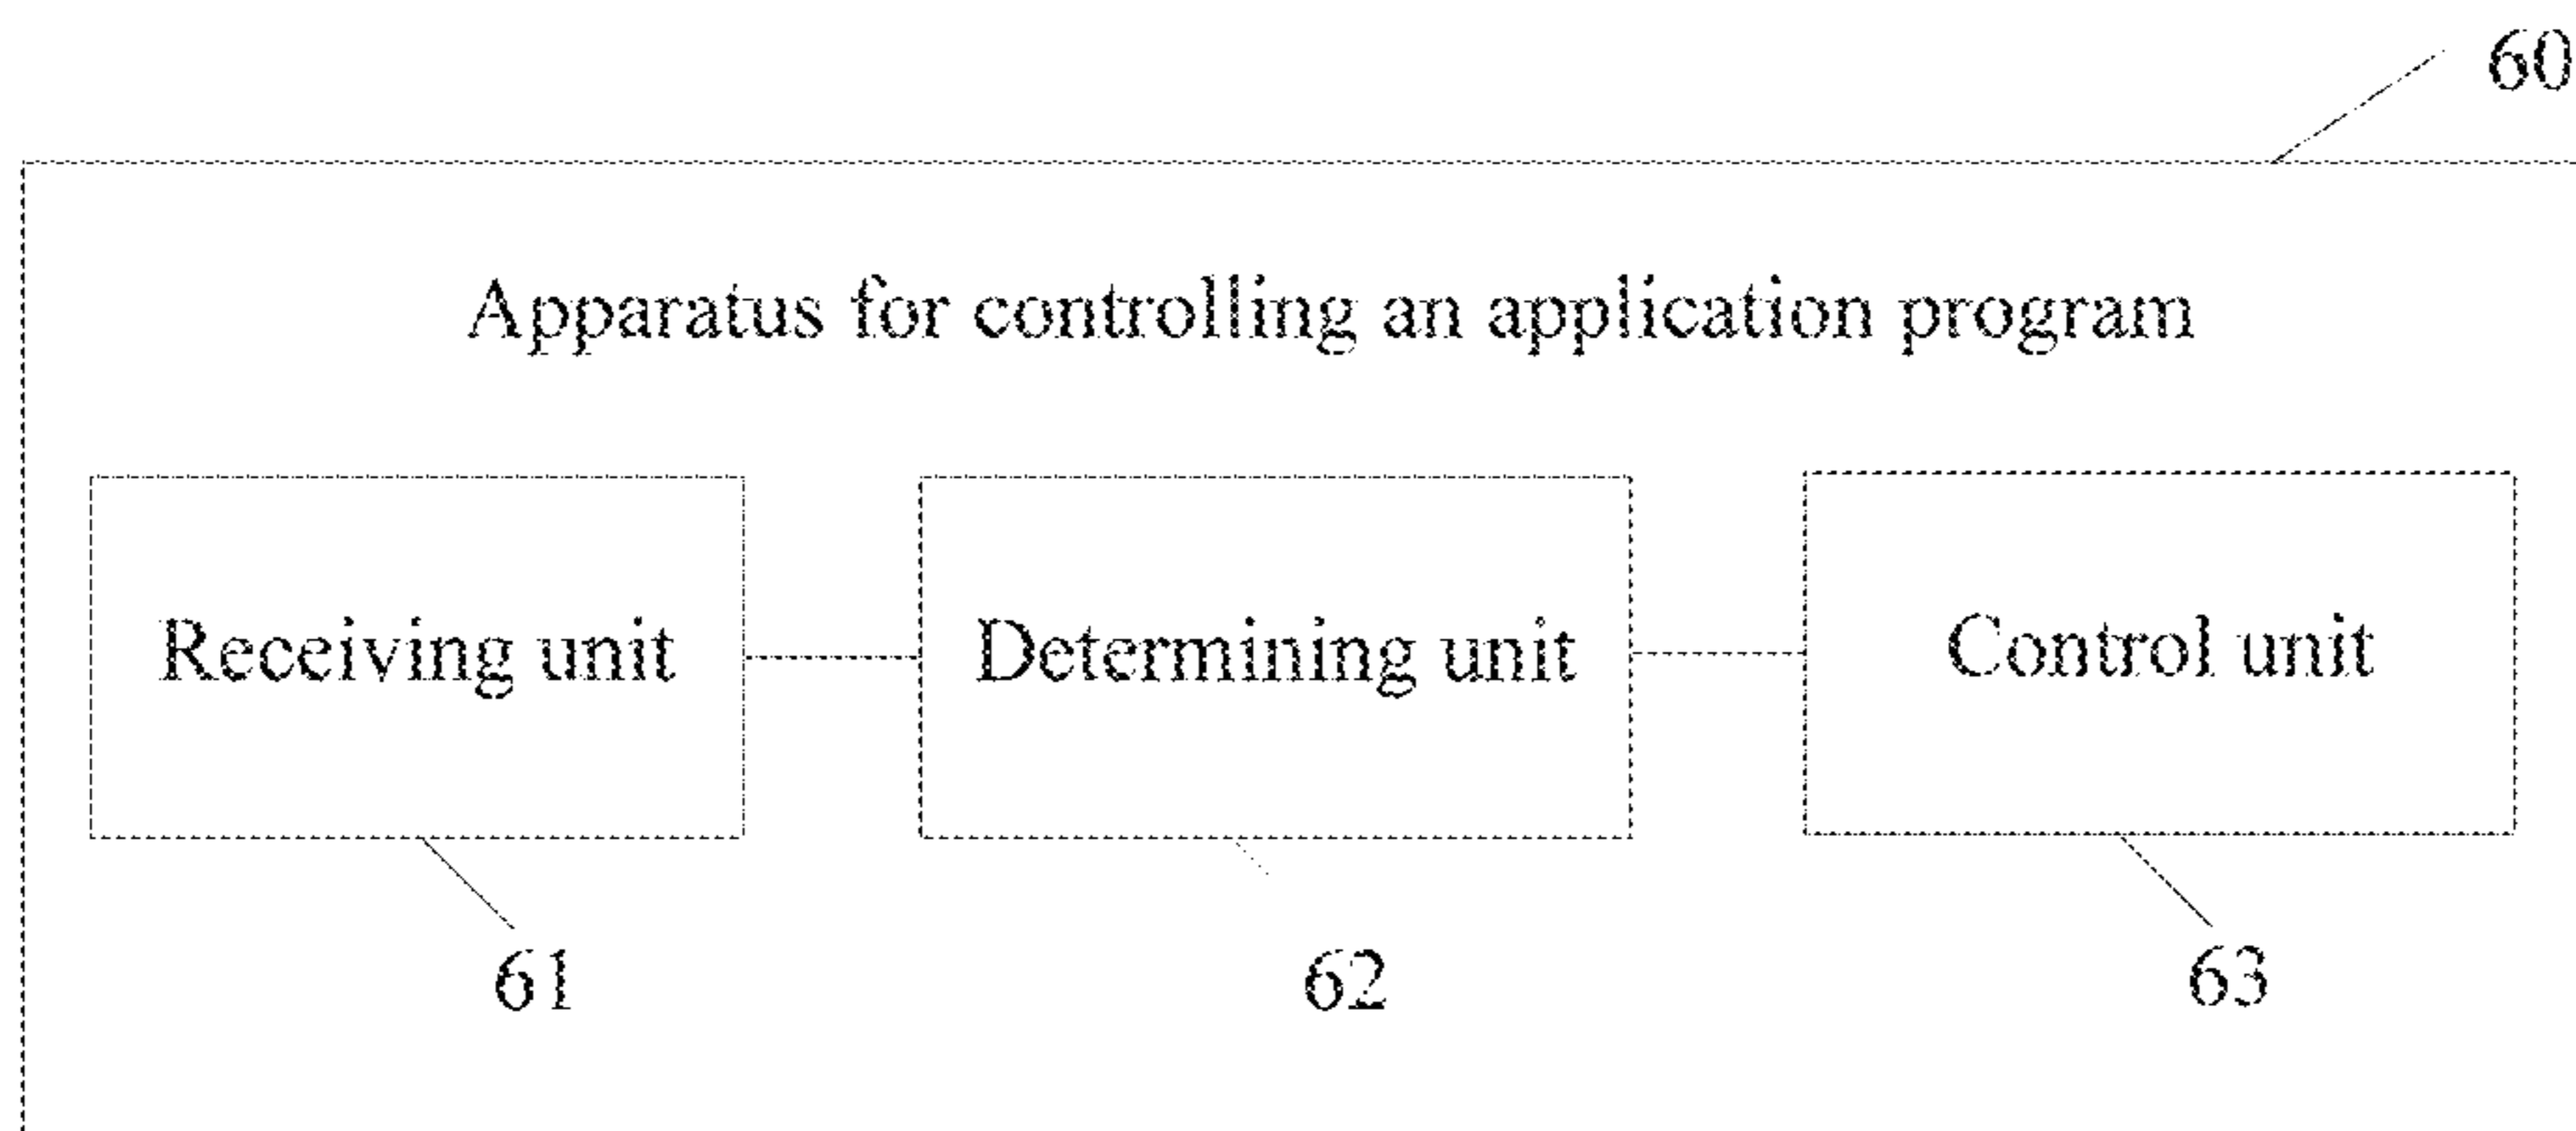 60
Apparatus for controlling an application program
Receiving unit
Determining unit
Control unit
61
62
63